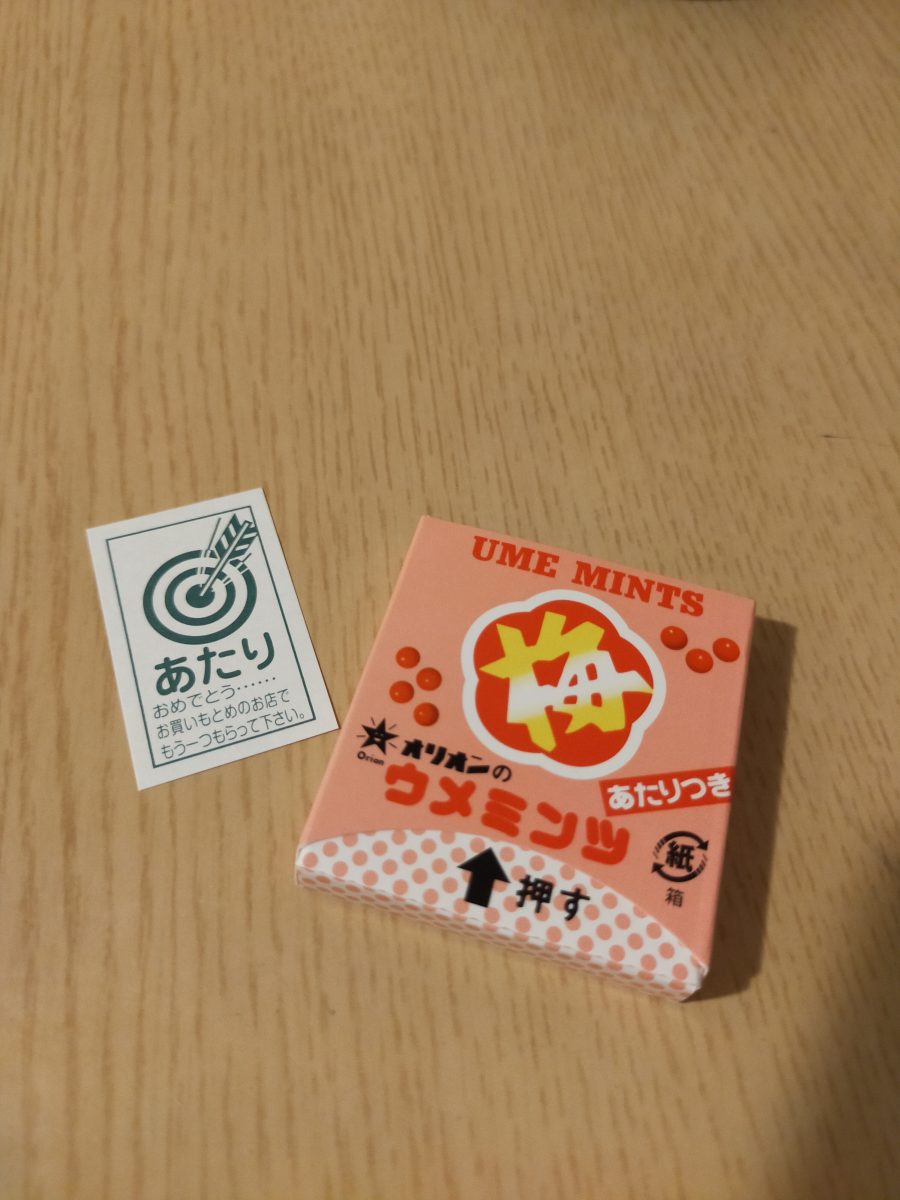 あたり
おめでとう……
お買いもとめのお店で
もう一つもらって下さい。
UME MINTS
梅
Orion
オリオンの
ウメミンツ
あたりつき
紙
箱
押す